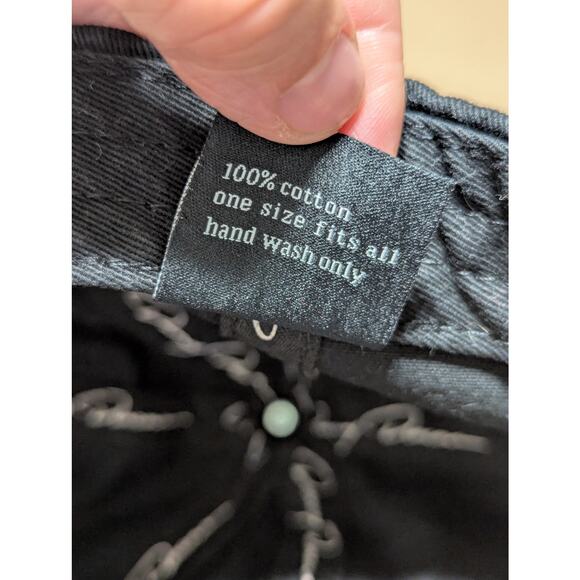 100% cotton
one size fits all
hand wash only